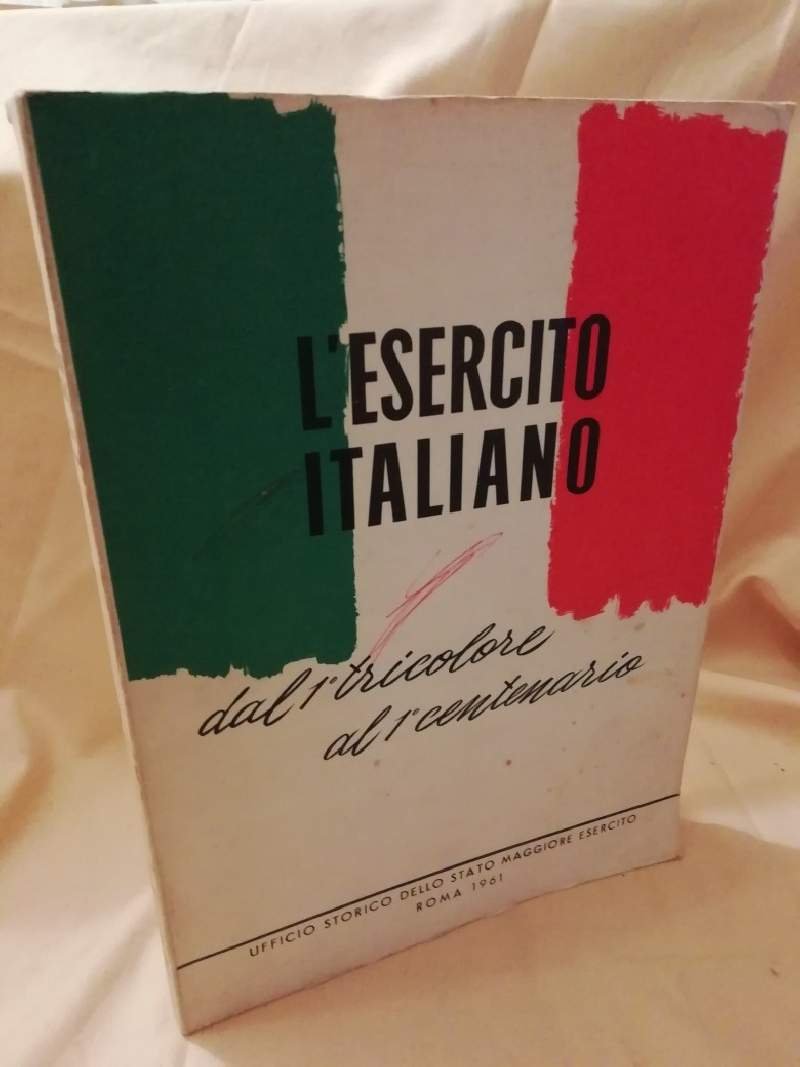 L'ESERCITO
ITALIANO
dal 1° tricolore
al 1° centenario
UFFICIO STORICO DELLO STATO MAGGIORE ESERCITO
ROMA 1961